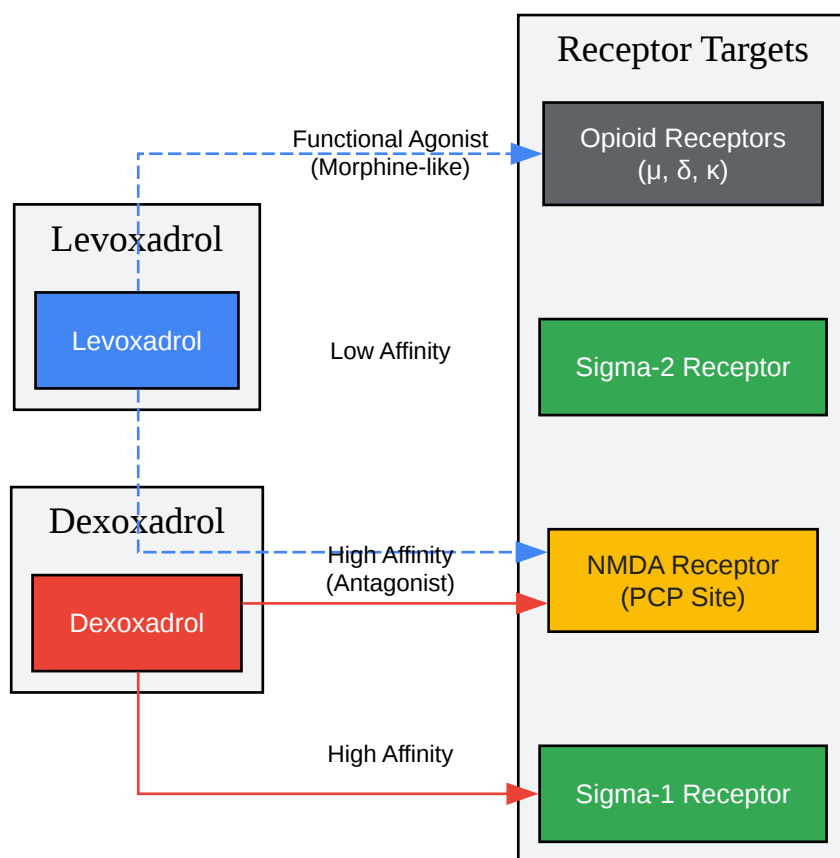 Receptor Targets
Functional Agonist
(Morphine-like)
Opioid Receptors
(μ, δ, κ)
Levoxadrol
Levoxadrol
Low Affinity
Sigma-2 Receptor
Dexoxadrol
High Affinity
(Antagonist)
NMDA Receptor
(PCP Site)
Dexoxadrol
High Affinity
Sigma-1 Receptor